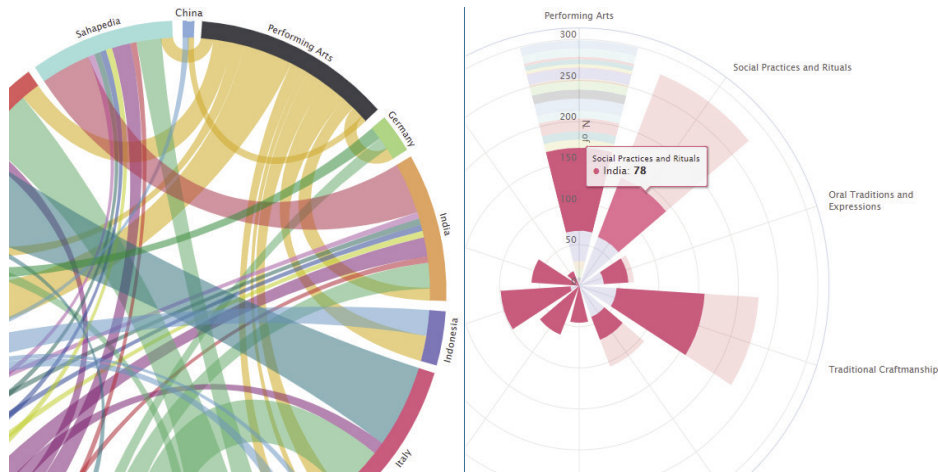 Sahapedia
China
Performing Arts
Germany
India
Indonesia
Italy
Performing Arts
300
250
200
N. of
150
100
50
Social Practices and Rituals
Social Practices and Rituals
India: 78
Oral Traditions and
Expressions
Traditional Craftmanship